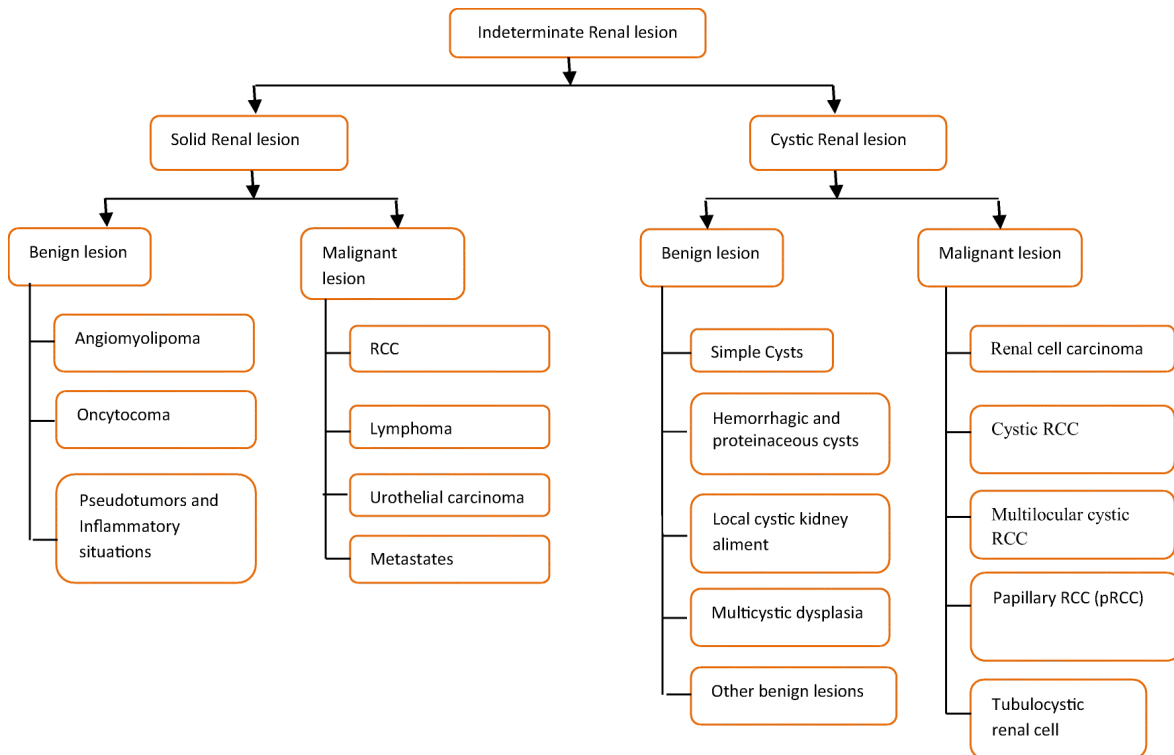 Indeterminate Renal lesion
Solid Renal lesion
Cystic Renal lesion
Benign lesion
Malignant
lesion
Benign lesion
Malignant lesion
Angiomyolipoma
Oncytocoma
Pseudotumors and
Inflammatory
situations
RCC
Lymphoma
Urothelial carcinoma
Metastates
Simple Cysts
Hemorrhagic and
proteinaceous cysts
Local cystic kidney
aliment
Multicystic dysplasia
Other benign lesions
Renal cell carcinoma
Cystic RCC
Multilocular cystic
RCC
Papillary RCC (pRCC)
Tubulocystic
renal cell